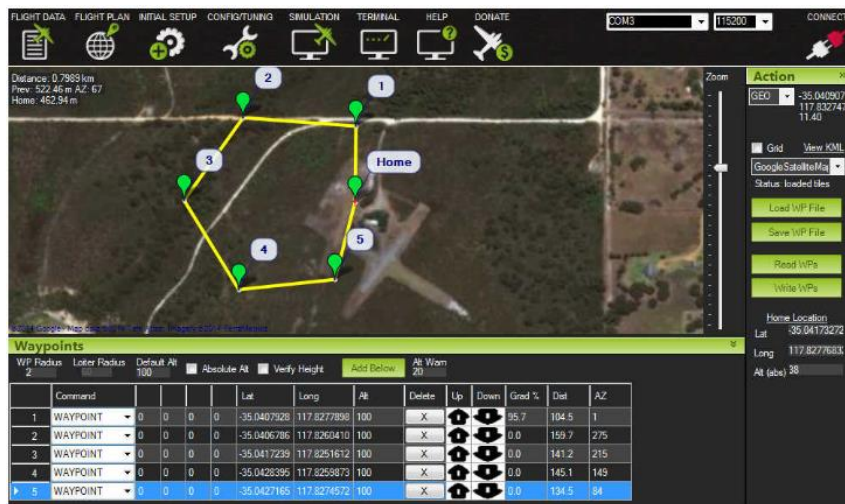 FLIGHT DATA FLIGHT PLAN INITIAL SETUP CONFIG/TUNING SIMULATION TERMINAL HELP DONATE COM3 115200 CONNECT
Distance: 0.7989 km
Prev: 522.46 m AZ: 67
Home: 462.94 m
2
1
3
Home
4
5
Zoom
Action
GEO -35.040907
117.832747
11.40
Grid View KML
GoogleSatelliteMap
Status: loaded tiles
Load WP File
Save WP File
Read WPs
Write WPs
Home Location
Lat -35.04173272
Long 117.8277683
Alt (abs) 38
Waypoints
WP Radius Loiter Radius Default Alt Alt Warn
2 100 Absolute Alt Verify Height Add Below 20
Command Lat Long Alt Delete Up Down Grad % Dist AZ
1 WAYPOINT 0 0 0 0 -35.0407928 117.8277898 100 X 95.7 104.5 1
2 WAYPOINT 0 0 0 0 -35.0406786 117.8260410 100 X 0.0 159.7 275
3 WAYPOINT 0 0 0 0 -35.0417239 117.8251612 100 X 0.0 141.2 215
4 WAYPOINT 0 0 0 0 -35.0428395 117.8259873 100 X 0.0 145.1 149
5 WAYPOINT 0 0 0 0 -35.0427165 117.8274572 100 X 0.0 134.5 84